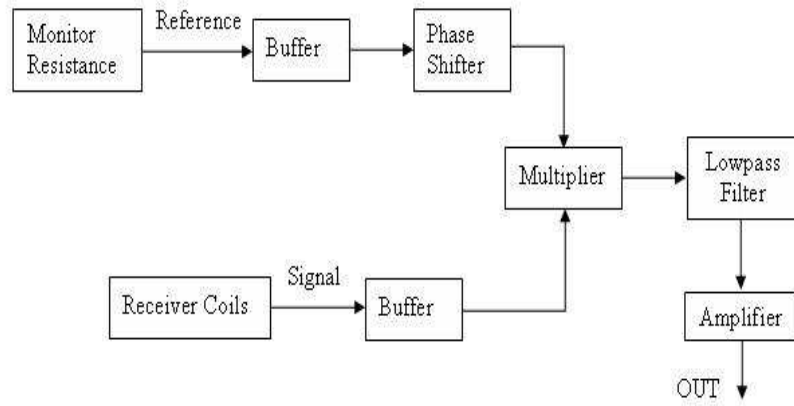 Monitor
Resistance
Reference
Buffer
Phase
Shifter
Multiplier
Lowpass
Filter
Receiver Coils
Signal
Buffer
Amplifier
OUT